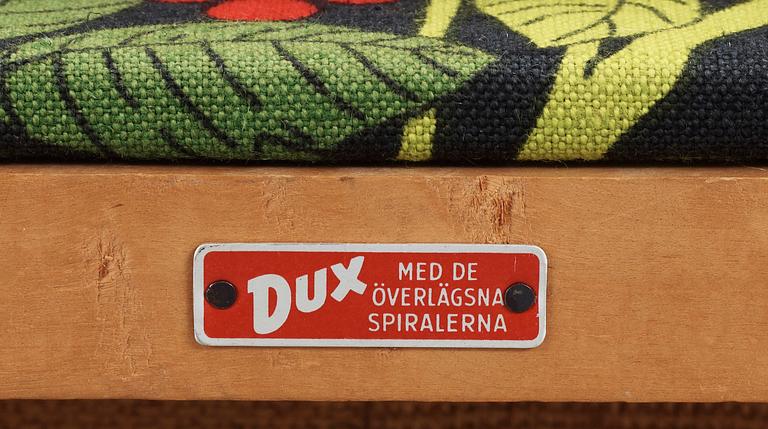 DUX
MED DE
ÖVERLÄGSNA
SPIRALERNA